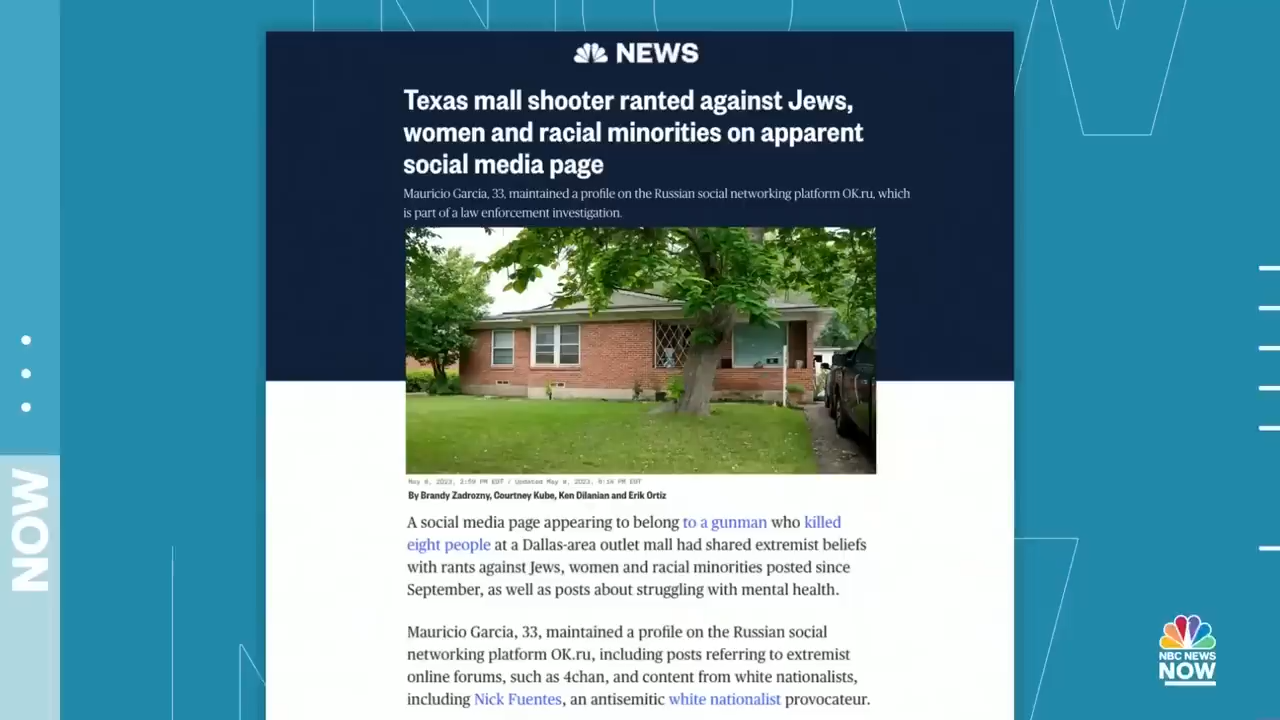 NEWS
Texas mall shooter ranted against Jews,
women and racial minorities on apparent
social media page
Mauricio Garcia, 33, maintained a profile on the Russian social networking platform OK.ru, which
is part of a law enforcement investigation.
By Brandy Zadrozny, Courtney Kube, Ken Dilanian and Erik Ortiz
A social media page appearing to belong to a gunman who killed
eight people at a Dallas-area outlet mall had shared extremist beliefs
with rants against Jews, women and racial minorities posted since
September, as well as posts about struggling with mental health.
Mauricio Garcia, 33, maintained a profile on the Russian social
networking platform OK.ru, including posts referring to extremist
online forums, such as 4chan, and content from white nationalists,
including Nick Fuentes, an antisemitic white nationalist provocateur.
NOW
NBC NEWS
NOW